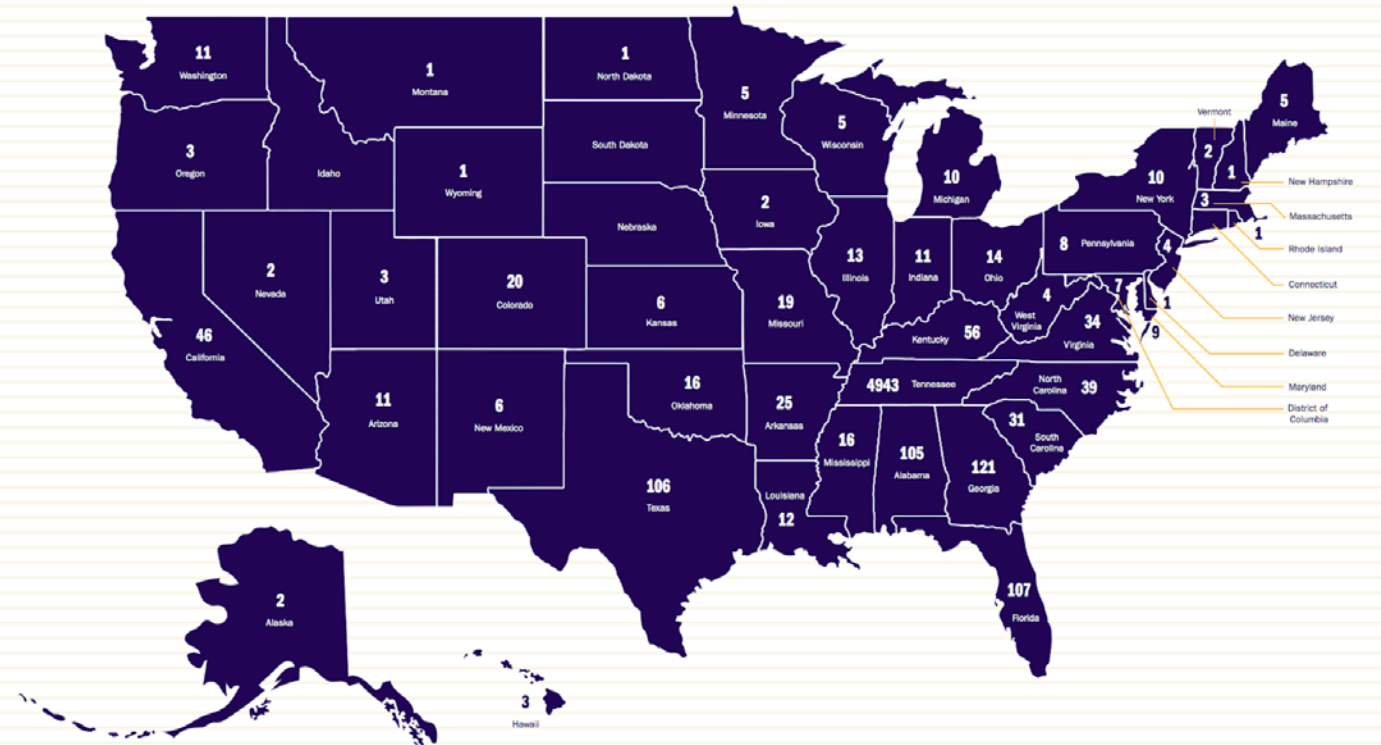 11
Washington
1
Montana
1
North Dakota
5
Minnesota
5
Wisconsin
10
Michigan
10
New York
Vermont
2
1
5
Maine
New Hampshire
3
Massachusetts
1
Rhode Island
Connecticut
3
Oregon
Idaho
1
Wyoming
South Dakota
Nebraska
2
Iowa
13
Illinois
11
Indiana
14
Ohio
8 Pennsylvania
4
New Jersey
7
1
Delaware
9
Maryland
District of
Columbia
46
California
2
Nevada
3
Utah
20
Colorado
6
Kansas
19
Missouri
Kentucky 56
4
West
Virginia
34
Virginia
11
Arizona
6
New Mexico
16
Oklahoma
25
Arkansas
4943 Tennessee
North
Carolina 39
31
South
Carolina
106
Texas
Louisiana
12
16
Mississippi
105
Alabama
121
Georgia
107
Florida
2
Alaska
3
Hawaii